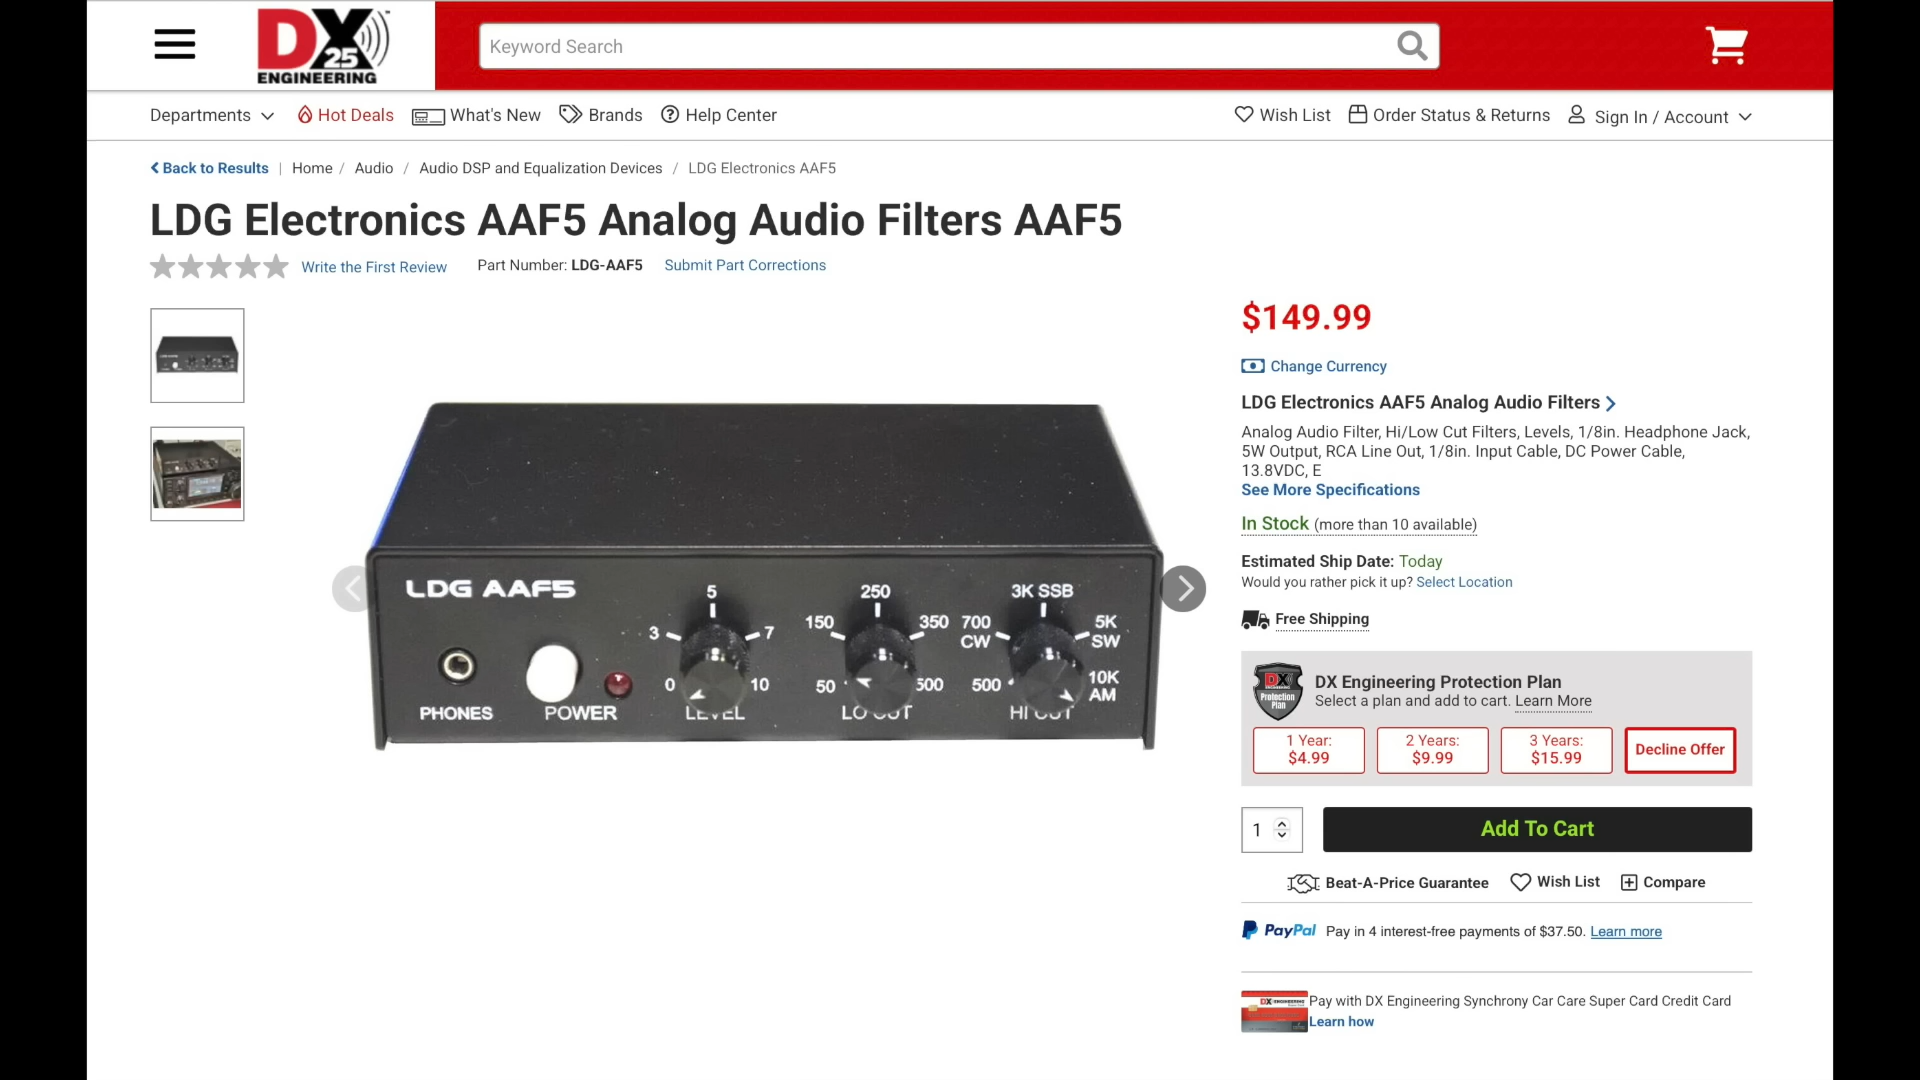 DX
25
ENGINEERING
Keyword Search
Departments
Hot Deals
What's New
Brands
Help Center
Wish List
Order Status & Returns
Sign In / Account
Back to Results | Home / Audio / Audio DSP and Equalization Devices / LDG Electronics AAF5
LDG Electronics AAF5 Analog Audio Filters AAF5
Write the First Review
Part Number: LDG-AAF5
Submit Part Corrections
LDG AAF5
PHONES
POWER
0
3
5
7
10
LEVEL
50
150
250
350
500
LO CUT
500
700
CW
3K SSB
5K
SW
10K
AM
HI CUT
$149.99
Change Currency
LDG Electronics AAF5 Analog Audio Filters
Analog Audio Filter, Hi/Low Cut Filters, Levels, 1/8in. Headphone Jack,
5W Output, RCA Line Out, 1/8in. Input Cable, DC Power Cable,
13.8VDC, E
See More Specifications
In Stock (more than 10 available)
Estimated Ship Date: Today
Would you rather pick it up? Select Location
Free Shipping
DX
Protection
Plan
DX Engineering Protection Plan
Select a plan and add to cart. Learn More
1 Year:
$4.99
2 Years:
$9.99
3 Years:
$15.99
Decline Offer
1
Add To Cart
Beat-A-Price Guarantee
Wish List
Compare
PayPal Pay in 4 interest-free payments of $37.50. Learn more
Pay with DX Engineering Synchrony Car Care Super Card Credit Card
Learn how